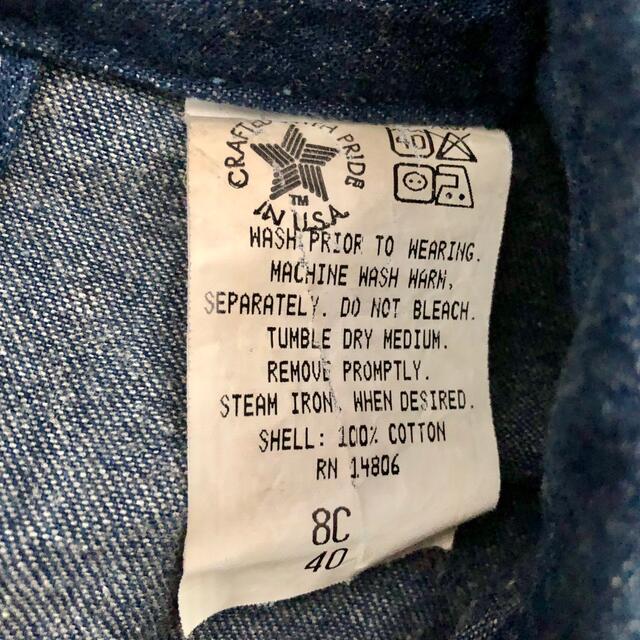 CRAFTED WITH PRIDE
TM
IN U.S.A.
40
WASH PRIOR TO WEARING.
MACHINE WASH WARM,
SEPARATELY. DO NOT BLEACH.
TUMBLE DRY MEDIUM.
REMOVE PROMPTLY.
STEAM IRON, WHEN DESIRED.
SHELL: 100% COTTON
RN 14806
8C
40